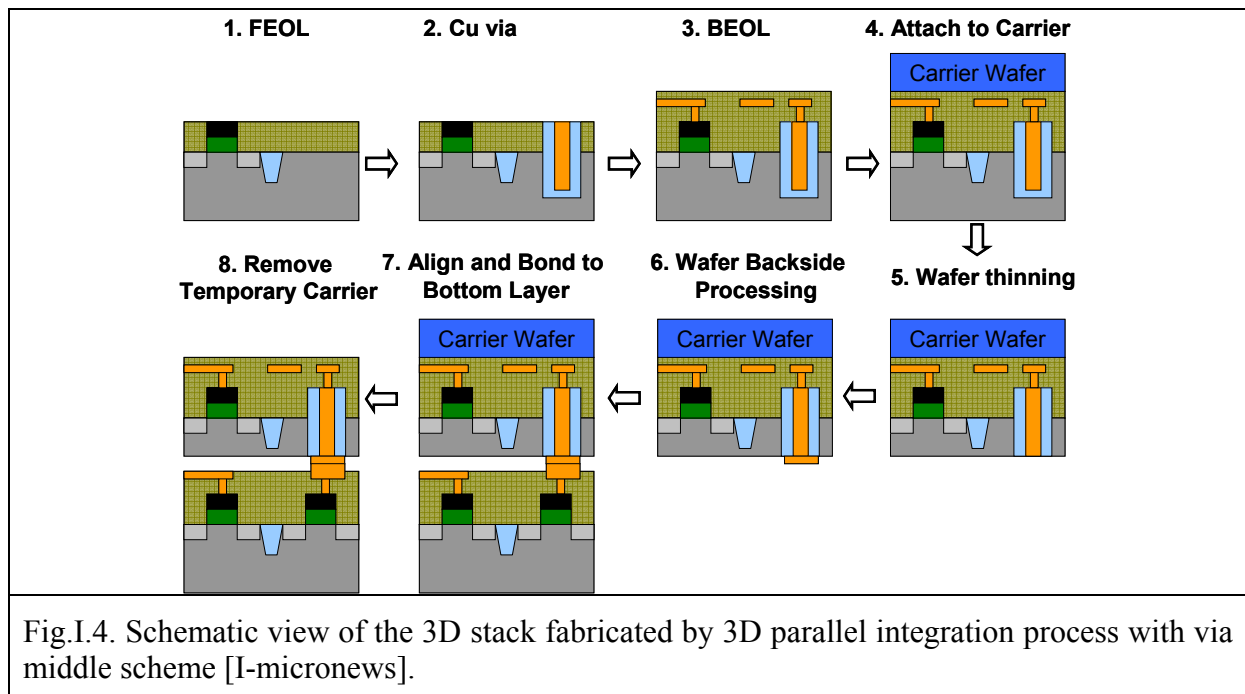 1. FEOL
2. Cu via
3. BEOL
4. Attach to Carrier
Carrier Wafer
8. Remove
Temporary Carrier
7. Align and Bond to
Bottom Layer
6. Wafer Backside
Processing
5. Wafer thinning
Carrier Wafer
Carrier Wafer
Carrier Wafer
Fig.I.4. Schematic view of the 3D stack fabricated by 3D parallel integration process with via
middle scheme [I-micronews].